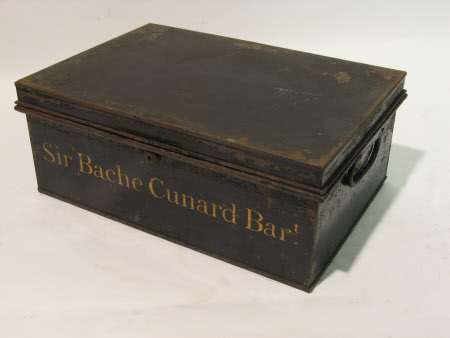 Sir Bache Cunard Barᵗ.